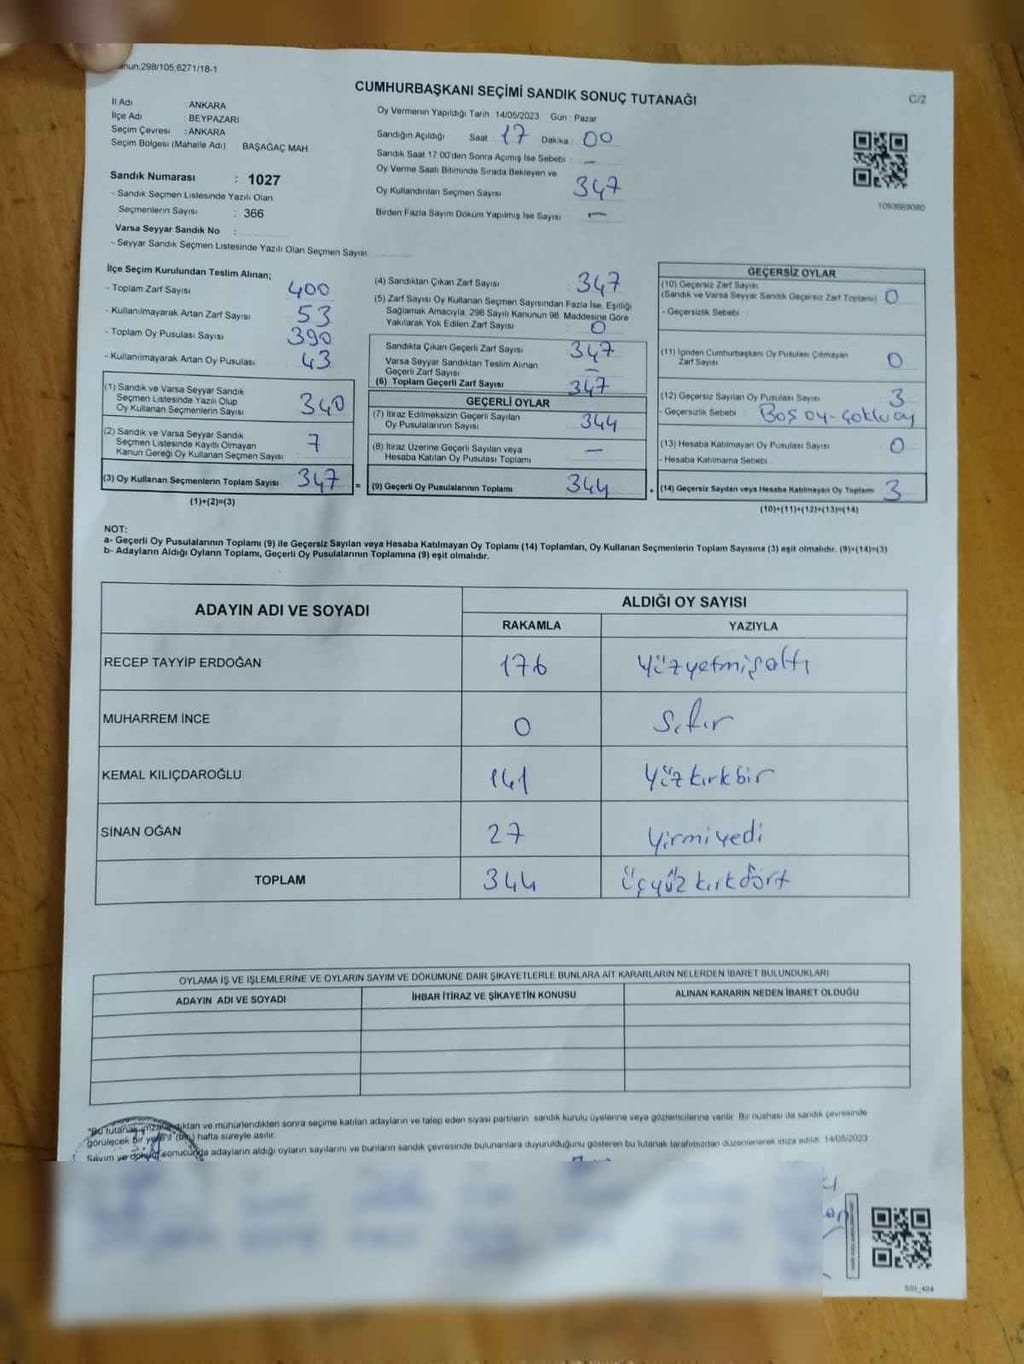 298/105,6271/18-1
CUMHURBAŞKANI SEÇİMİ SANDIK SONUÇ TUTANAĞI
C/2
İl Adı : ANKARA
İlçe Adı : BEYPAZARI
Seçim Çevresi : ANKARA
Seçim Bölgesi (Mahalle Adı) : BAŞAĞAÇ MAH.
Sandık Numarası : 1027
- Sandık Seçmen Listesinde Yazılı Olan
Seçmenlerin Sayısı : 366
Varsa Seyyar Sandık No :
- Seyyar Sandık Seçmen Listesinde Yazılı Olan Seçmen Sayısı:
Oy Vermenin Yapıldığı Tarih 14/05/2023 Gün : Pazar
Sandığın Açıldığı Saat 17 Dakika : 00
Sandık Saat 17:00'den Sonra Açımış İse Sebebi : —
Oy Verme Saati Bitiminde Sırada Bekleyen ve
Oy Kullandırılan Seçmen Sayısı 347
Birden Fazla Sayım Döküm Yapılmış İse Sayısı —
İlçe Seçim Kurulundan Teslim Alınan;
- Toplam Zarf Sayısı 400
- Kullanılmayarak Artan Zarf Sayısı 53
- Toplam Oy Pusulası Sayısı 390
- Kullanılmayarak Artan Oy Pusulası 43
(1) Sandık ve Varsa Seyyar Sandık
Seçmen Listesinde Yazılı Olup
Oy Kullanan Seçmenlerin Sayısı 340
(2) Sandık ve Varsa Seyyar Sandık
Seçmen Listesinde Kayıtlı Olmayan
Kanun Gereği Oy Kullanan Seçmen Sayısı : 7
(3) Oy Kullanan Seçmenlerin Toplam Sayısı 347 =
(1)+(2)=(3)
(4) Sandıktan Çıkan Zarf Sayısı 347
(5) Zarf Sayısı Oy Kullanan Seçmen Sayısından Fazla İse, Eşitliği
Sağlamak Amacıyla, 298 Sayılı Kanunun 98. Maddesine Göre
Yakılarak Yok Edilen Zarf Sayısı 0
Sandıkta Çıkan Geçerli Zarf Sayısı 347
Varsa Seyyar Sandıktan Teslim Alınan
Geçerli Zarf Sayısı —
(6) Toplam Geçerli Zarf Sayısı 347
GEÇERLİ OYLAR
(7) İtiraz Edilmeksizin Geçerli Sayılan
Oy Pusulalarının Sayısı 344
(8) İtiraz Üzerine Geçerli Sayılan veya
Hesaba Katılan Oy Pusulası Toplamı —
(9) Geçerli Oy Pusulalarının Toplamı 344 +
GEÇERSİZ OYLAR
(10) Geçersiz Zarf Sayısı
(Sandık ve Varsa Seyyar Sandık Geçersiz Zarf Toplamı) 0
- Geçersizlik Sebebi
(11) İçinden Cumhurbaşkanı Oy Pusulası Çıkmayan
Zarf Sayısı 0
(12) Geçersiz Sayılan Oy Pusulası Sayısı 3
- Geçersizlik Sebebi : Boş oy-çoklu oy
(13) Hesaba Katılmayan Oy Pusulası Sayısı 0
- Hesaba Katılmama Sebebi
(14) Geçersiz Sayılan veya Hesaba Katılmayan Oy Toplamı 3
(10)+(11)+(12)+(13)=(14)
NOT:
a- Geçerli Oy Pusulalarının Toplamı (9) ile Geçersiz Sayılan veya Hesaba Katılmayan Oy Toplamı (14) Toplamları, Oy Kullanan Seçmenlerin Toplam Sayısına (3) eşit olmalıdır. (9)+(14)=(3)
b- Adayların Aldığı Oyların Toplamı, Geçerli Oy Pusulalarının Toplamına (9) eşit olmalıdır.
ADAYIN ADI VE SOYADI ALDIĞI OY SAYISI
RAKAMLA YAZIYLA
RECEP TAYYİP ERDOĞAN 176 Yüzyetmişaltı
MUHARREM İNCE 0 Sıfır
KEMAL KILIÇDAROĞLU 141 Yüzkırkbir
SİNAN OĞAN 27 Yirmiyedi
TOPLAM 344 Üçyüzkırkdört
OYLAMA İŞ VE İŞLEMLERİNE VE OYLARIN SAYIM VE DÖKÜMÜNE DAİR ŞİKAYETLERLE BUNLARA AİT KARARLARIN NELERDEN İBARET BULUNDUKLARI
ADAYIN ADI VE SOYADI İHBAR İTİRAZ VE ŞİKAYETİN KONUSU ALINAN KARARIN NEDEN İBARET OLDUĞU
"Bu tutanak ve mühürlendikten sonra seçime katılan adayların ve talep eden siyasi partilerin sandık kurulu üyelerine veya gözlemcilerine verilir. Bir nüshası da sandık çevresinde
görülecek bir yere bir (1) hafta süreyle asılır.
Sayım ve döküm sonucunda adayların aldığı oyların sayılarını ve bunların sandık çevresinde bulunanlara duyurulduğunu gösteren bu tutanak tarafımızdan düzenlenerek imza edildi. 14/05/2023